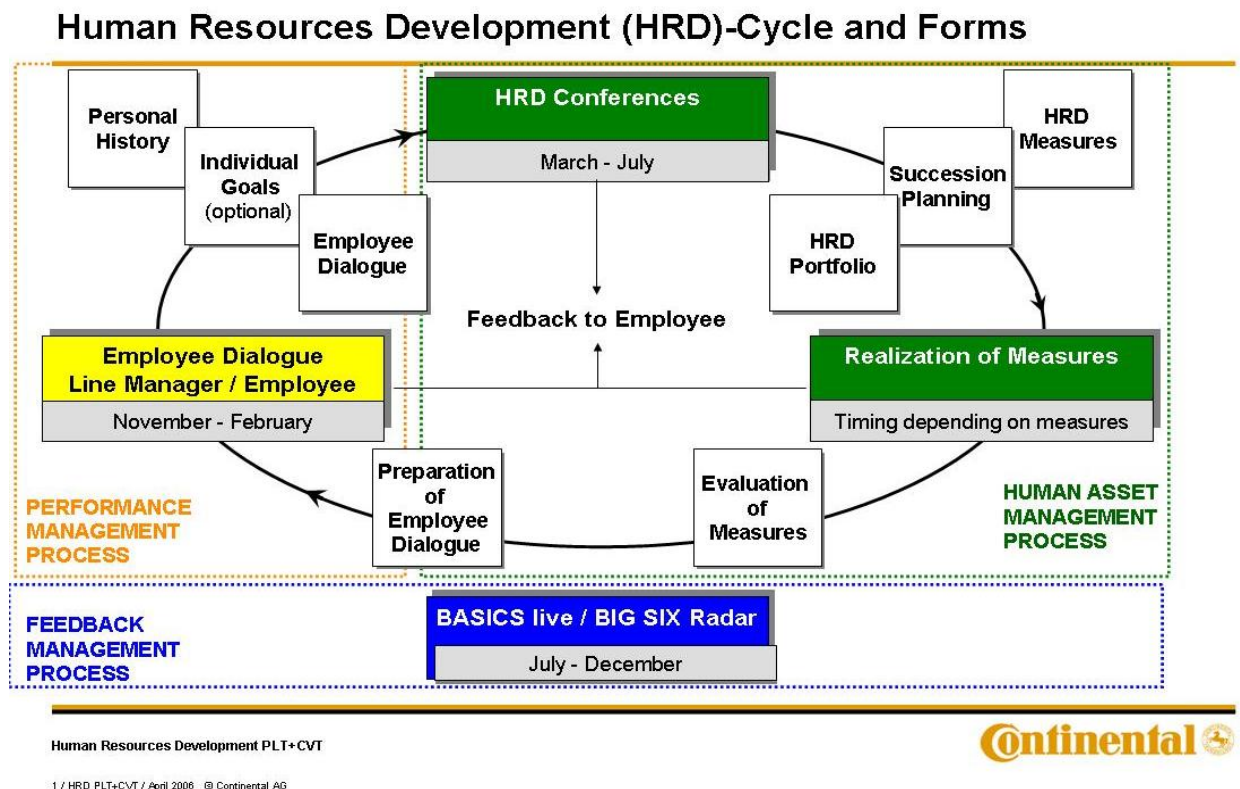 Human Resources Development (HRD)-Cycle and Forms
Personal
History
Individual
Goals
(optional)
Employee
Dialogue
HRD Conferences
March - July
HRD
Measures
Succession
Planning
HRD
Portfolio
Feedback to Employee
Employee Dialogue
Line Manager / Employee
November - February
Realization of Measures
Timing depending on measures
Preparation
of
Employee
Dialogue
Evaluation
of
Measures
PERFORMANCE
MANAGEMENT
PROCESS
HUMAN ASSET
MANAGEMENT
PROCESS
FEEDBACK
MANAGEMENT
PROCESS
BASICS live / BIG SIX Radar
July - December
Human Resources Development PLT+CVT
Continental
1 / HRD PLT+CVT / April 2006 © Continental AG